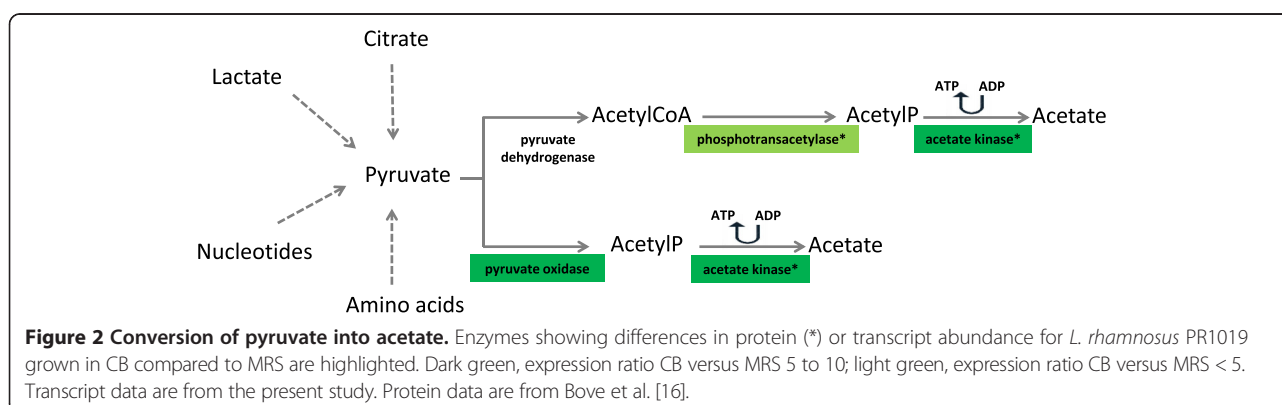 Citrate
Lactate
ATP ADP
AcetylCoA AcetylP Acetate
pyruvate dehydrogenase phosphotransacetylase* acetate kinase*
Pyruvate
ATP ADP
Nucleotides AcetylP Acetate
pyruvate oxidase acetate kinase*
Amino acids
Figure 2 Conversion of pyruvate into acetate. Enzymes showing differences in protein (*) or transcript abundance for L. rhamnosus PR1019
grown in CB compared to MRS are highlighted. Dark green, expression ratio CB versus MRS 5 to 10; light green, expression ratio CB versus MRS < 5.
Transcript data are from the present study. Protein data are from Bove et al. [16].